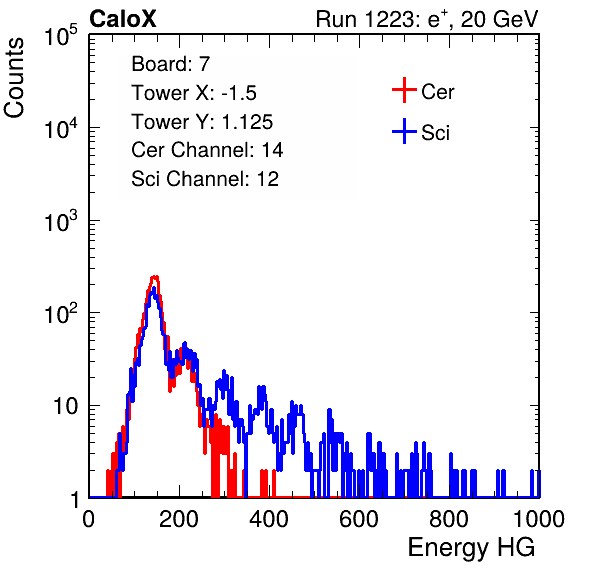 CaloX Run 1223: e⁺, 20 GeV
Counts
10⁵
10⁴
10³
10²
10
1
Board: 7
Tower X: -1.5
Tower Y: 1.125
Cer Channel: 14
Sci Channel: 12
Cer
Sci
0 200 400 600 800 1000
Energy HG